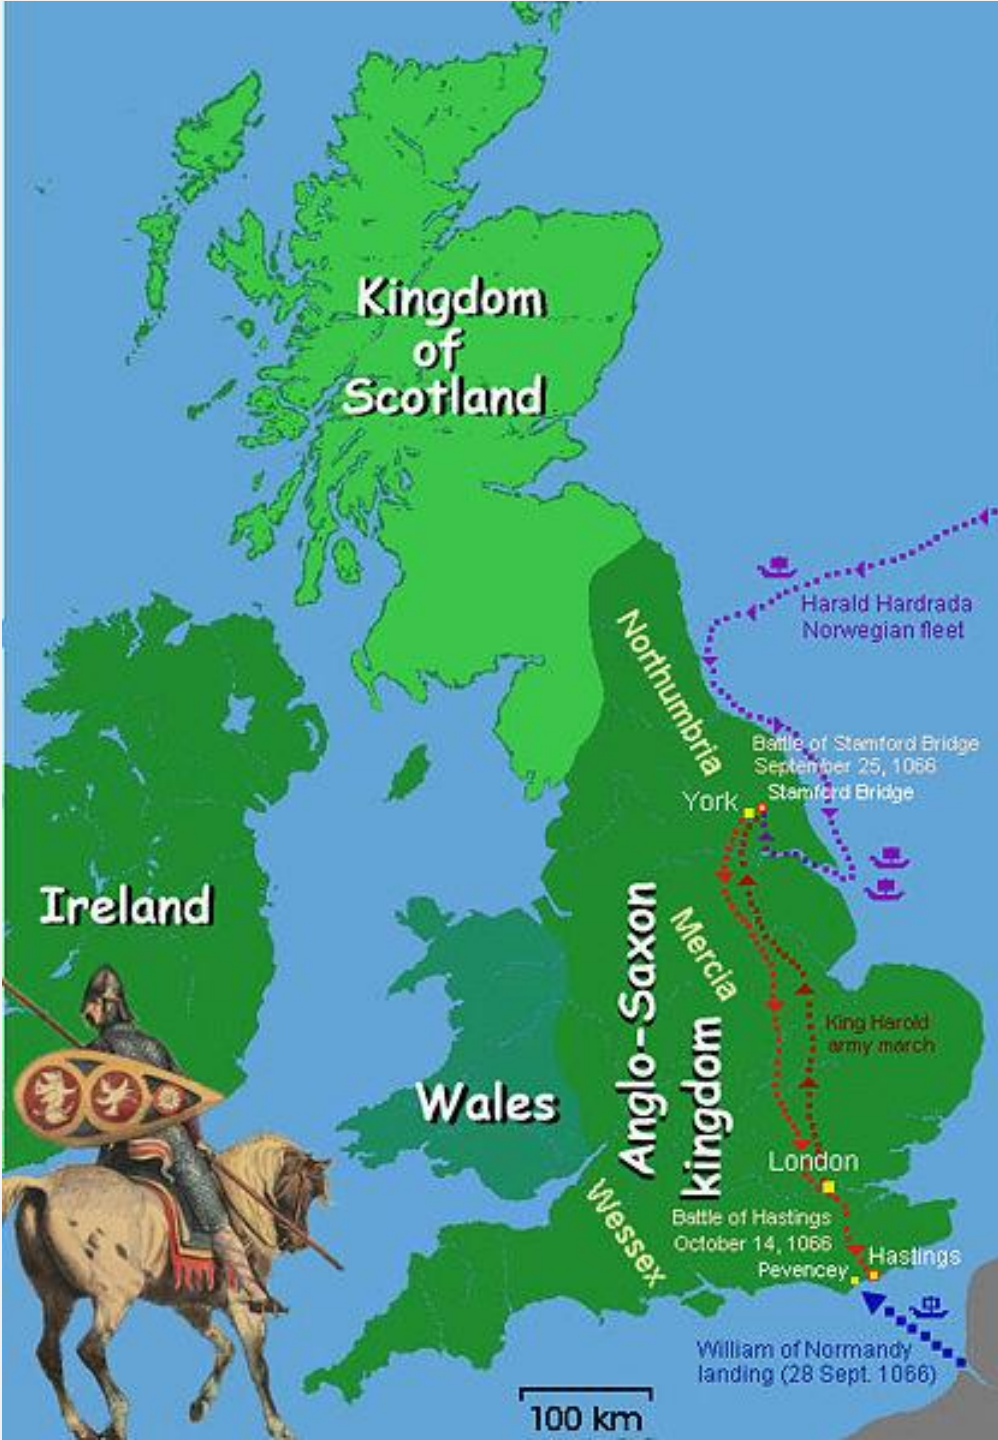 Kingdom
of
Scotland
Harald Hardrada
Norwegian fleet
Northumbria
Battle of Stamford Bridge
September 25, 1066
Stamford Bridge
York
Ireland
Anglo-Saxon
kingdom
Mercia
King Harold
army march
Wales
London
Wessex
Battle of Hastings
October 14, 1066
Hastings
Pevencey
William of Normandy
landing (28 Sept. 1066)
100 km